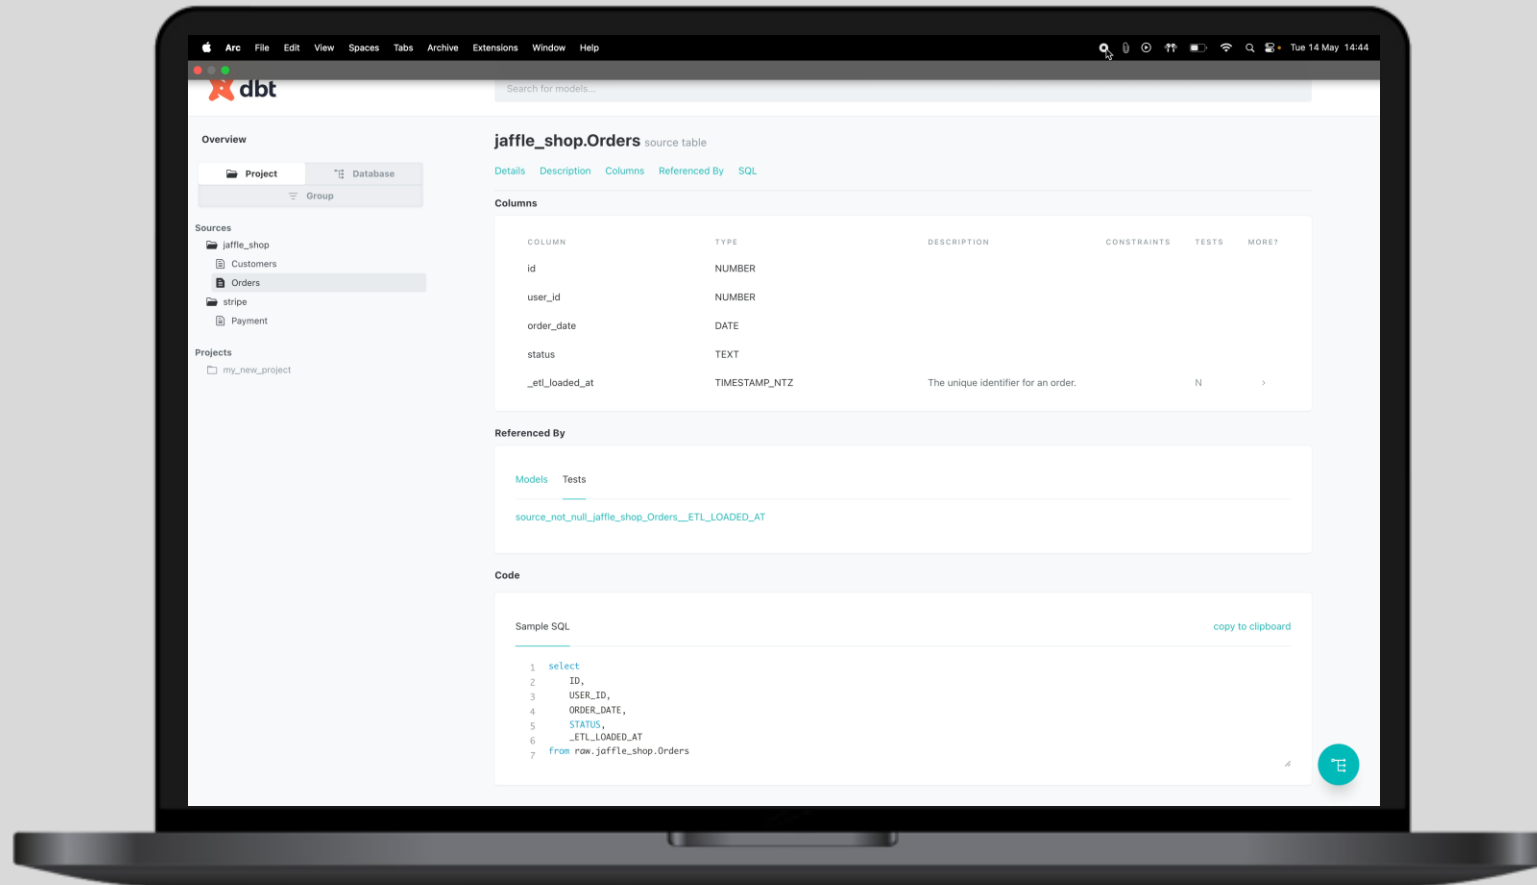 Arc File Edit View Spaces Tabs Archive Extensions Window Help Tue 14 May 14:44
dbt
Search for models...
Overview
Project Database
Group
Sources
jaffle_shop
Customers
Orders
stripe
Payment
Projects
my_new_project
jaffle_shop.Orders source table
Details Description Columns Referenced By SQL
Columns
COLUMN TYPE DESCRIPTION CONSTRAINTS TESTS MORE?
id NUMBER
user_id NUMBER
order_date DATE
status TEXT
_etl_loaded_at TIMESTAMP_NTZ The unique identifier for an order. N >
Referenced By
Models Tests
source_not_null_jaffle_shop_Orders__ETL_LOADED_AT
Code
Sample SQL copy to clipboard
1 select
2 ID,
3 USER_ID,
4 ORDER_DATE,
5 STATUS,
6 _ETL_LOADED_AT
7 from raw.jaffle_shop.Orders